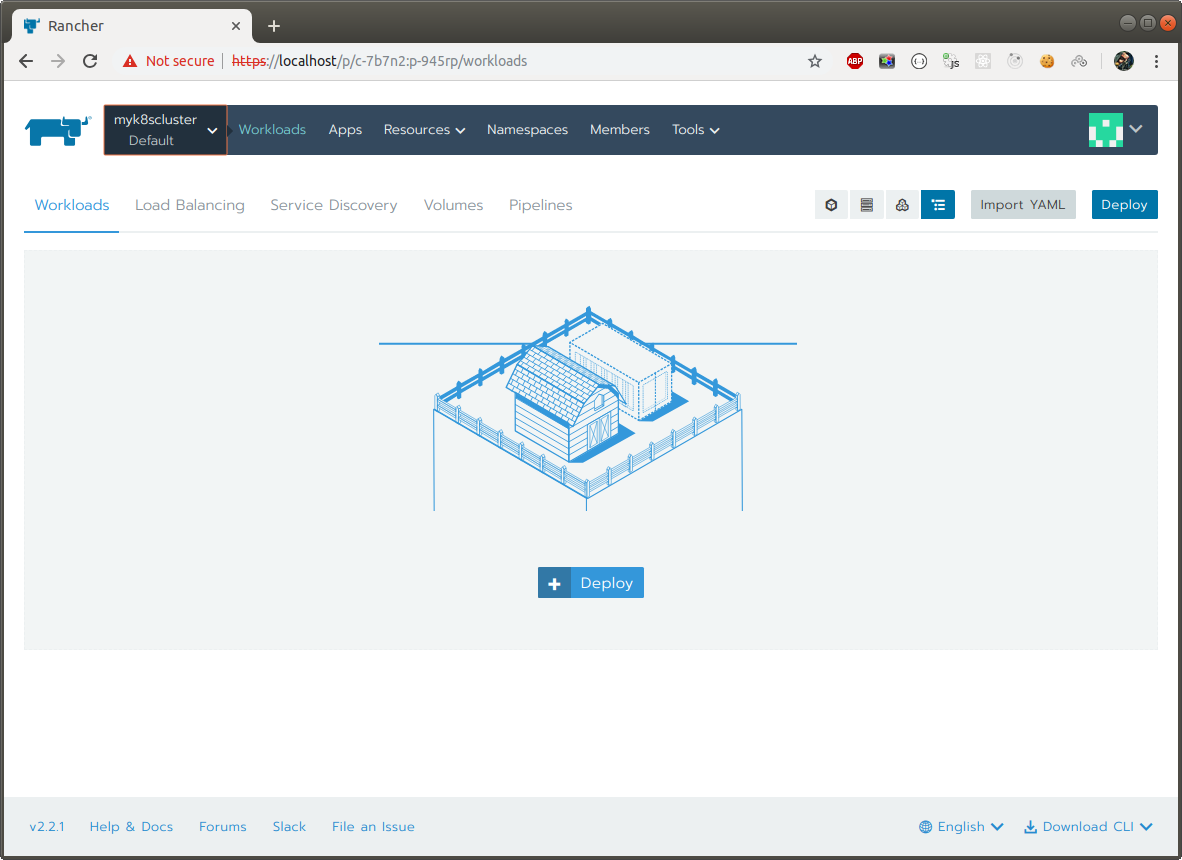 Rancher
Not secure https://localhost/p/c-7b7n2:p-945rp/workloads
ABP
js
myk8scluster
Default
Workloads Apps Resources Namespaces Members Tools
Workloads Load Balancing Service Discovery Volumes Pipelines Import YAML Deploy
Deploy
v2.2.1 Help & Docs Forums Slack File an Issue English Download CLI